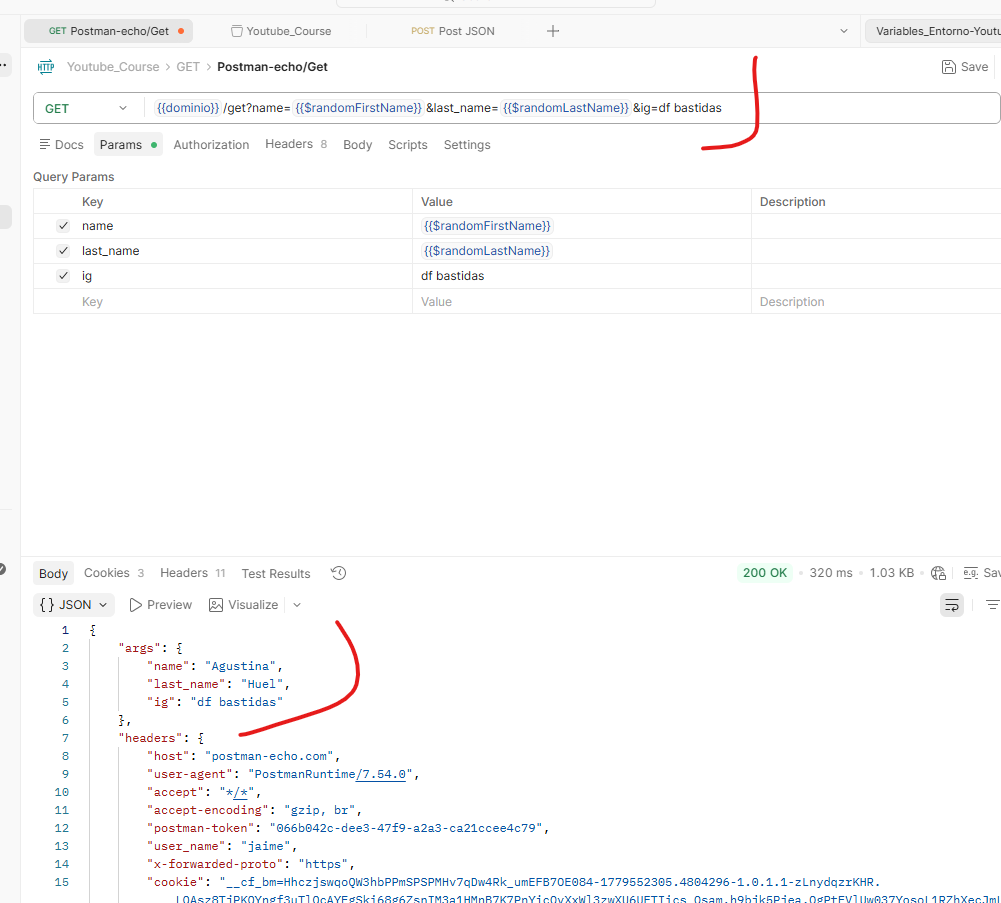 GET Postman-echo/Get
Youtube_Course
POST Post JSON
HTTP Youtube_Course > GET > Postman-echo/Get
Save
GET {{dominio}} /get?name= {{$randomFirstName}} &last_name= {{$randomLastName}} &ig=df bastidas
Docs Params Authorization Headers 8 Body Scripts Settings
Query Params
Key Value Description
name {{$randomFirstName}}
last_name {{$randomLastName}}
ig df bastidas
Key Value Description
Body Cookies 3 Headers 11 Test Results 200 OK 320 ms 1.03 KB e.g.
{} JSON Preview Visualize
1 {
2 "args": {
3 "name": "Agustina",
4 "last_name": "Huel",
5 "ig": "df bastidas"
6 },
7 "headers": {
8 "host": "postman-echo.com",
9 "user-agent": "PostmanRuntime/7.54.0",
10 "accept": "*/*",
11 "accept-encoding": "gzip, br",
12 "postman-token": "066b042c-dee3-47f9-a2a3-ca21ccee4c79",
13 "user_name": "jaime",
14 "x-forwarded-proto": "https",
15 "cookie": "__cf_bm=HhczjswqoQW3hbPPmSPSPMHv7qDw4Rk_umEFB7OE084-1779552305.4804296-1.0.1.1-zLnydqzrKHR.